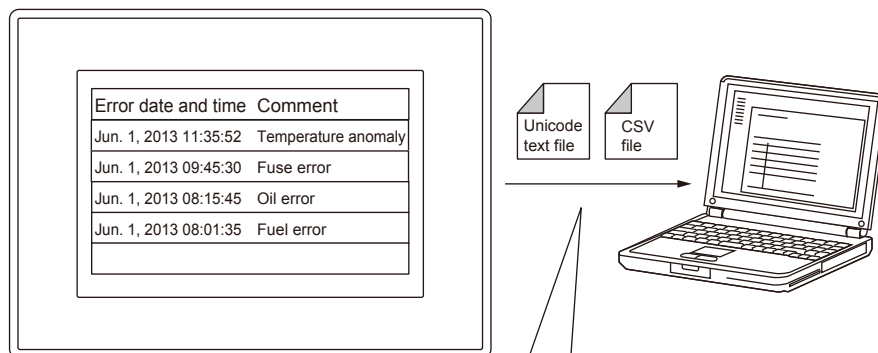 Error date and time Comment
Jun. 1, 2013 11:35:52 Temperature anomaly
Jun. 1, 2013 09:45:30 Fuse error
Jun. 1, 2013 08:15:45 Oil error
Jun. 1, 2013 08:01:35 Fuel error
Unicode
text file
CSV
file